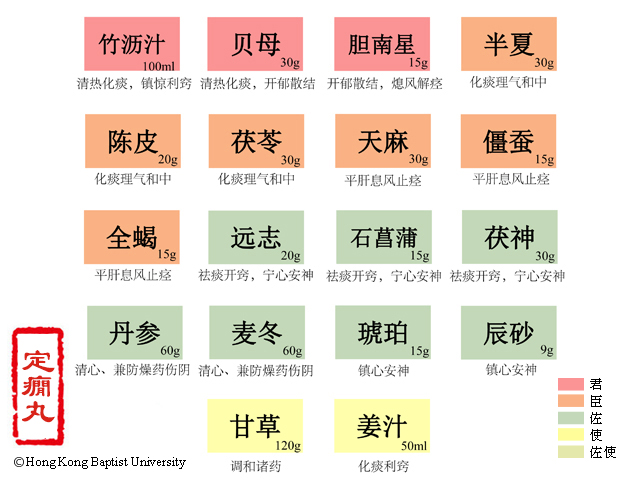 竹沥汁
100ml
清热化痰，镇惊利窍
贝母
30g
清热化痰，开郁散结
胆南星
15g
开郁散结，熄风解痉
半夏
30g
化痰理气和中
陈皮
20g
化痰理气和中
茯苓
30g
化痰理气和中
天麻
30g
平肝息风止痉
僵蚕
15g
平肝息风止痉
全蝎
15g
平肝息风止痉
远志
20g
祛痰开窍，宁心安神
石菖蒲
15g
祛痰开窍，宁心安神
茯神
30g
祛痰开窍，宁心安神
丹参
60g
清心、兼防燥药伤阴
麦冬
60g
清心、兼防燥药伤阴
琥珀
15g
镇心安神
辰砂
9g
镇心安神
甘草
120g
调和诸药
姜汁
50ml
化痰利窍
定癇丸
君
臣
佐
使
佐使
©Hong Kong Baptist University